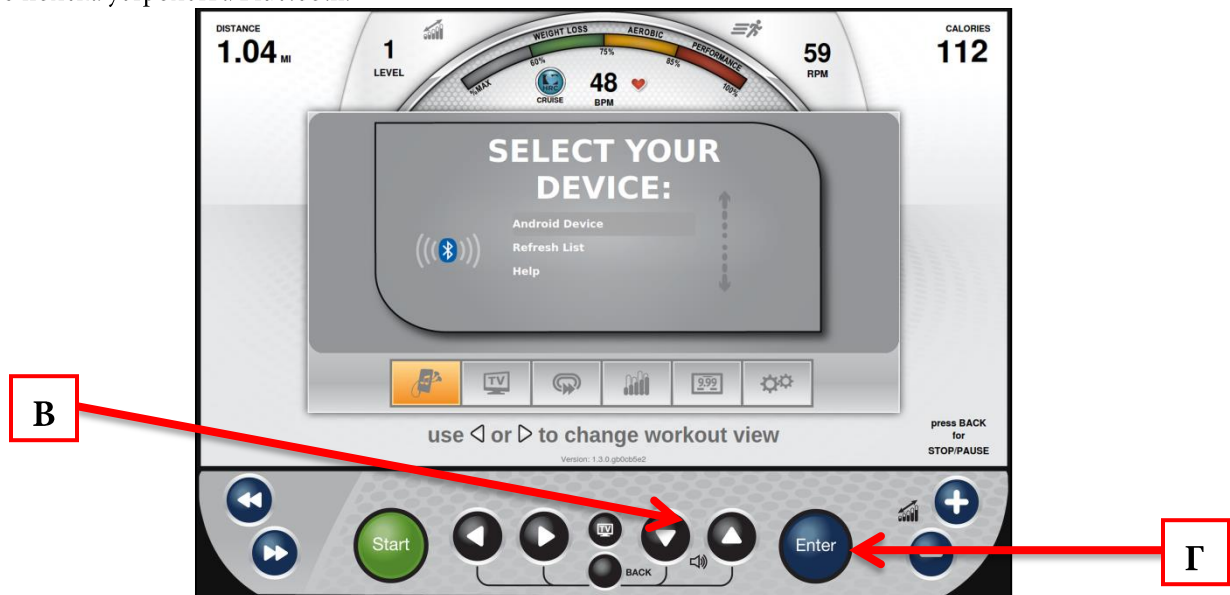 DISTANCE
1.04 MI
1
LEVEL
WEIGHT LOSS
AEROBIC
PERFORMANCE
%MAX
60%
75%
85%
100%
HRC
CRUISE
48
BPM
59
RPM
CALORIES
112
SELECT YOUR
DEVICE:
Android Device
Refresh List
Help
TV
9.99
use ◁ or ▷ to change workout view
Version: 1.3.0.gb0cb5e2
press BACK
for
STOP/PAUSE
В
Start
TV
BACK
Enter
Г